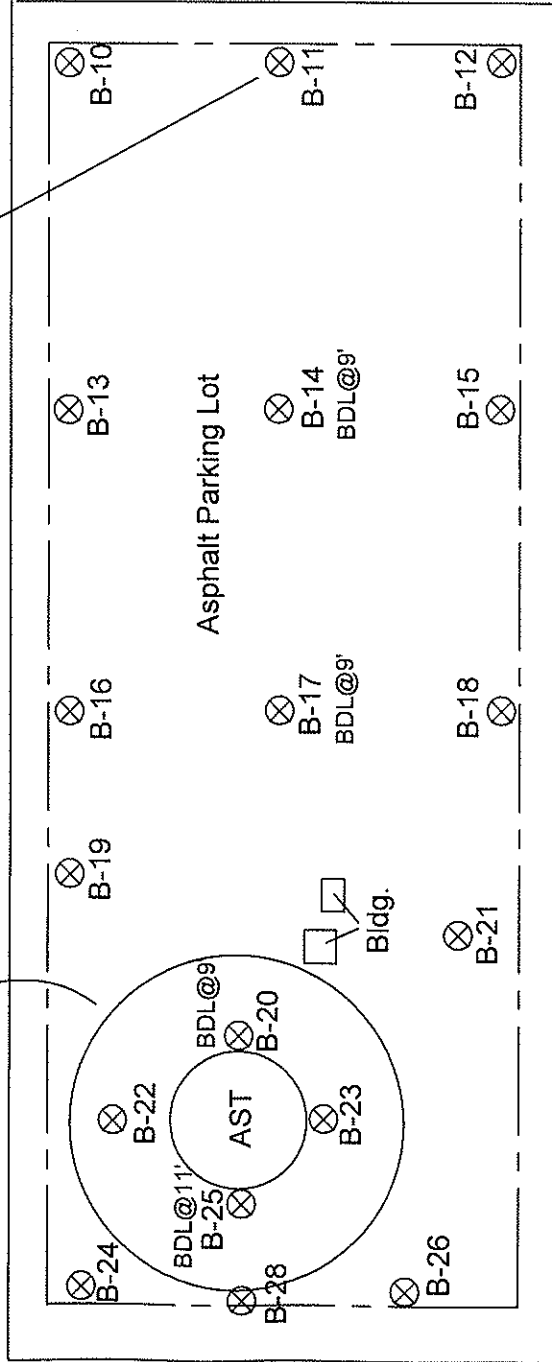 B-24
B-19
B-16
B-13
B-10
B-22
BDL@11'
B-25
BDL@9
Asphalt Parking Lot
AST
B-28
B-20
B-17
BDL@9'
B-14
BDL@9'
B-11
B-23
Bldg.
B-26
B-21
B-18
B-15
B-12